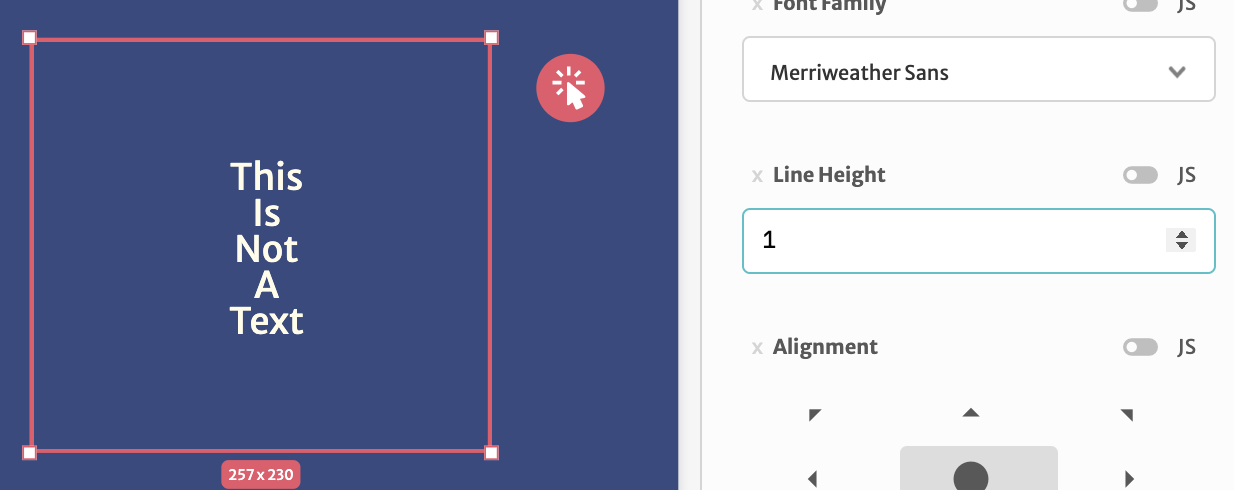 x Font Family JS
Merriweather Sans
x Line Height JS
1
x Alignment JS
This
Is
Not
A
Text
257 x 230